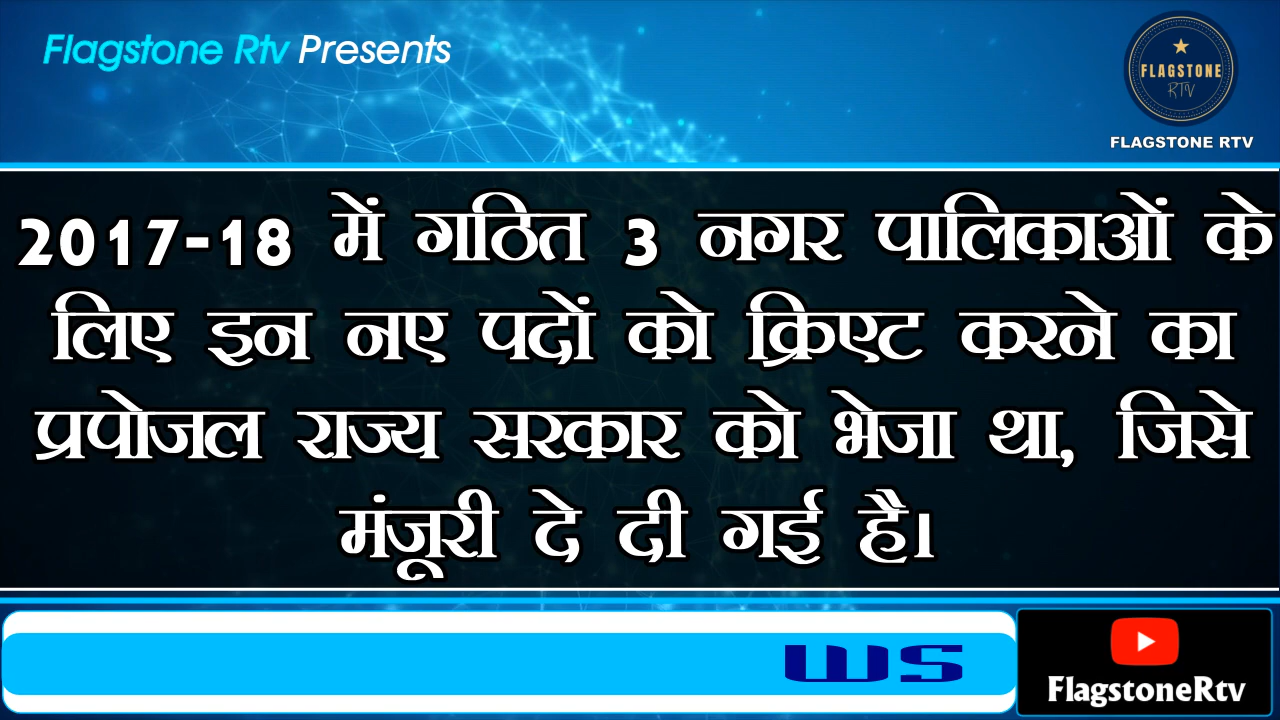 Flagstone Rtv Presents
FLAGSTONE
RTV
FLAGSTONE RTV
2017-18 में गठित 3 नगर पालिकाओं के
लिए इन नए पदों को क्रिएट करने का
प्रपोजल राज्य सरकार को भेजा था, जिसे
मंजूरी दे दी गई है।
WS
FlagstoneRtv